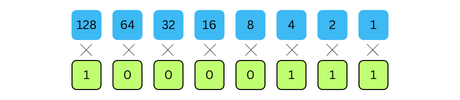 128 64 32 16 8 4 2 1
× × × × × × × ×
1 0 0 0 0 1 1 1